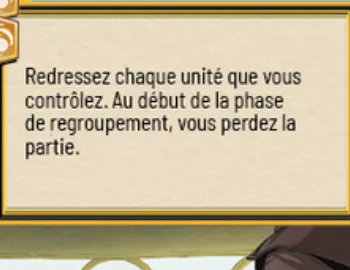 Redressez chaque unité que vous
contrôlez. Au début de la phase
de regroupement, vous perdez la
partie.